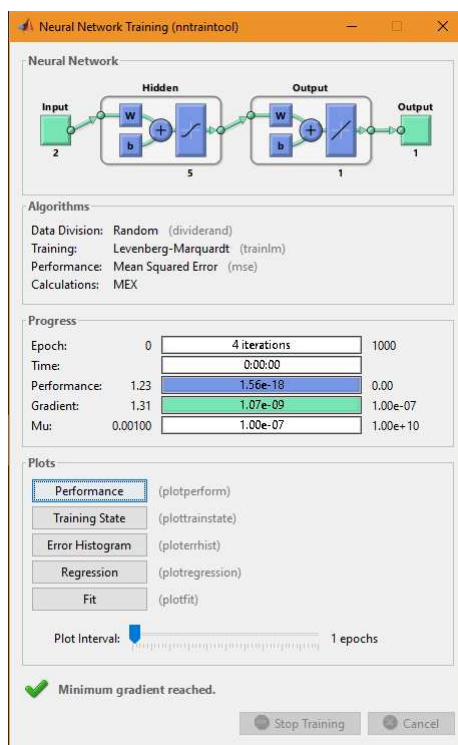 Neural Network Training (nntraintool)
Neural Network
Hidden Output
Input Output
W W
+ +
b b
2 5 1 1
Algorithms
Data Division: Random (dividerand)
Training: Levenberg-Marquardt (trainlm)
Performance: Mean Squared Error (mse)
Calculations: MEX
Progress
Epoch: 0 4 iterations 1000
Time: 0:00:00
Performance: 1.23 1.56e-18 0.00
Gradient: 1.31 1.07e-09 1.00e-07
Mu: 0.00100 1.00e-07 1.00e+10
Plots
Performance (plotperform)
Training State (plottrainstate)
Error Histogram (ploterrhist)
Regression (plotregression)
Fit (plotfit)
Plot Interval: 1 epochs
Minimum gradient reached.
Stop Training Cancel